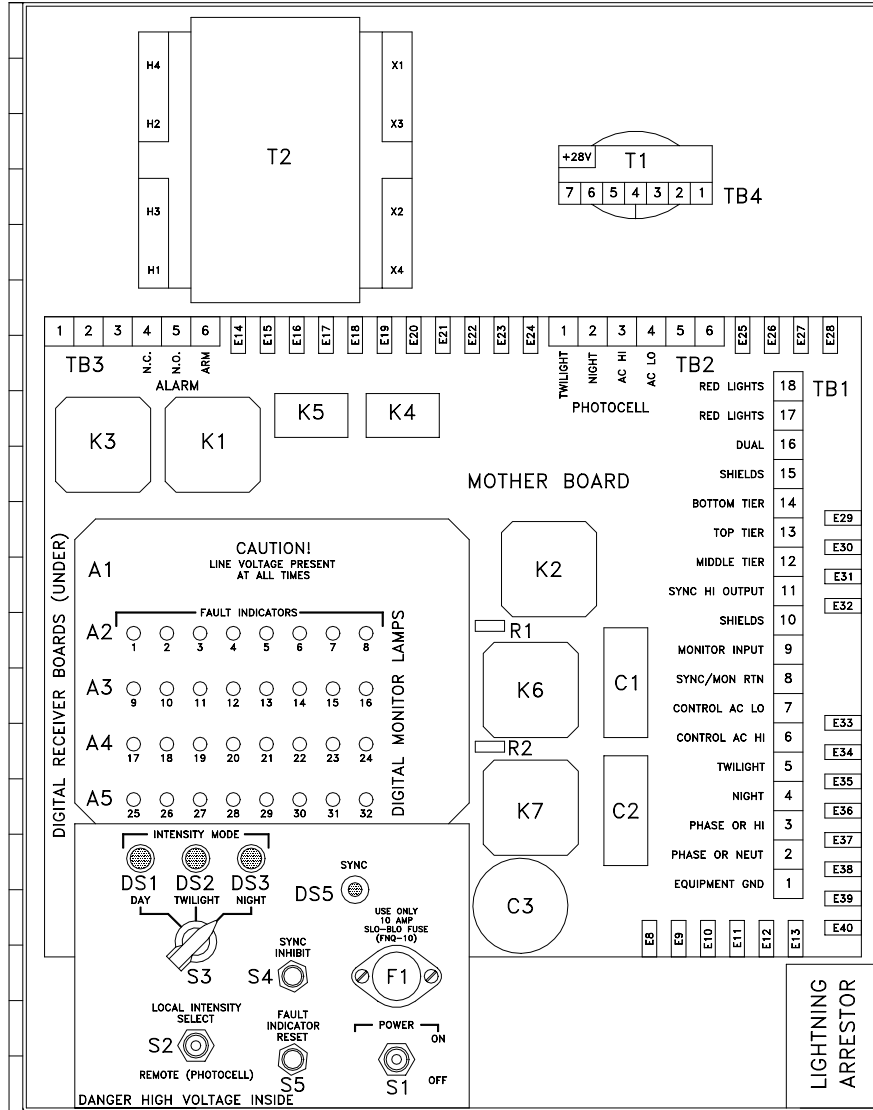 H4
X1
H2
X3
T2
H3
X2
H1
X4
+28V
T1
7 6 5 4 3 2 1
TB4
1 2 3 4 5 6
E14 E15 E16 E17 E18 E19 E20 E21 E22 E23 E24
1 2 3 4 5 6
E25 E26 E27 E28
TB3
N.C.
N.O.
ARM
ALARM
TWILIGHT
NIGHT
AC HI
AC LO
TB2
PHOTOCELL
TB1
RED LIGHTS 18
RED LIGHTS 17
DUAL 16
SHIELDS 15
BOTTOM TIER 14
TOP TIER 13
MIDDLE TIER 12
SYNC HI OUTPUT 11
SHIELDS 10
MONITOR INPUT 9
SYNC/MON RTN 8
CONTROL AC LO 7
CONTROL AC HI 6
TWILIGHT 5
NIGHT 4
PHASE OR HI 3
PHASE OR NEUT 2
EQUIPMENT GND 1
E29
E30
E31
E32
E33
E34
E35
E36
E37
E38
E39
E40
E8 E9 E10 E11 E12 E13
K3
K1
K5
K4
MOTHER BOARD
K2
R1
K6
C1
R2
K7
C2
C3
DIGITAL RECEIVER BOARDS (UNDER)
A1
CAUTION!
LINE VOLTAGE PRESENT
AT ALL TIMES
FAULT INDICATORS
A2
1 2 3 4 5 6 7 8
A3
9 10 11 12 13 14 15 16
A4
17 18 19 20 21 22 23 24
A5
25 26 27 28 29 30 31 32
DIGITAL MONITOR LAMPS
INTENSITY MODE
DS1 DS2 DS3
DAY TWILIGHT NIGHT
S3
SYNC
DS5
USE ONLY
10 AMP
SLO-BLO FUSE
(FNQ-10)
F1
SYNC
INHIBIT
S4
LOCAL INTENSITY
SELECT
S2
REMOTE (PHOTOCELL)
FAULT
INDICATOR
RESET
S5
POWER
ON
S1
OFF
DANGER HIGH VOLTAGE INSIDE
LIGHTNING
ARRESTOR